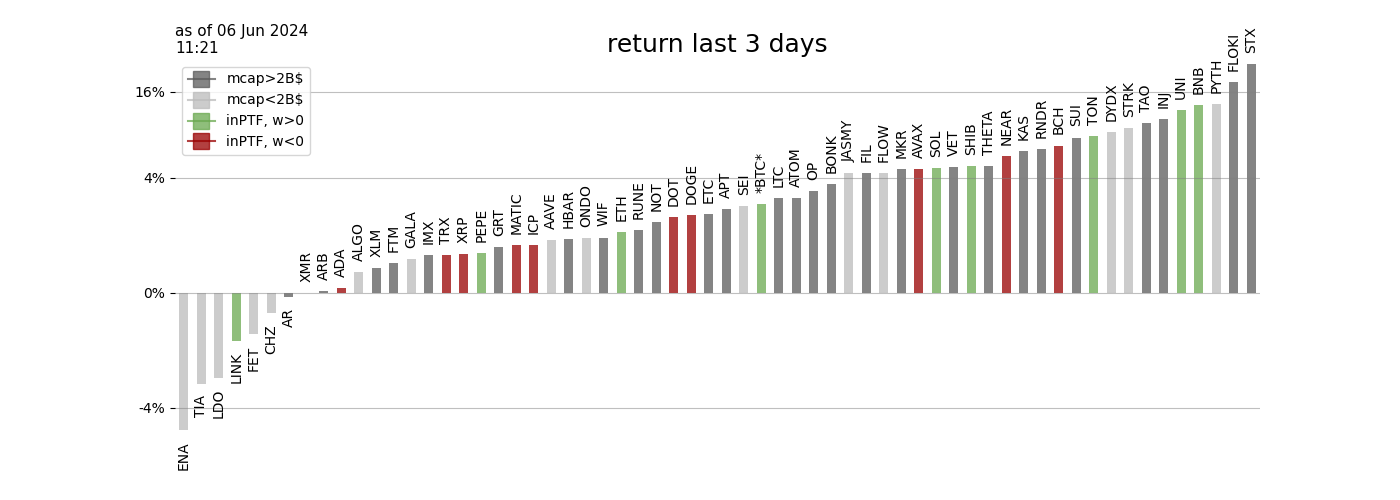 as of 06 Jun 2024
11:21
return last 3 days
mcap>2B$
mcap<2B$
inPTF, w>0
inPTF, w<0
16%
4%
0%
-4%
ENA
TIA
LDO
LINK
FET
CHZ
AR
XMR
ARB
ADA
ALGO
XLM
FTM
GALA
IMX
TRX
XRP
PEPE
GRT
MATIC
ICP
AAVE
HBAR
ONDO
WIF
ETH
RUNE
NOT
DOT
DOGE
ETC
APT
SEI
*BTC*
LTC
ATOM
OP
BONK
JASMY
FIL
FLOW
MKR
AVAX
SOL
VET
SHIB
THETA
NEAR
KAS
RNDR
BCH
SUI
TON
DYDX
STRK
TAO
INJ
UNI
BNB
PYTH
FLOKI
STX